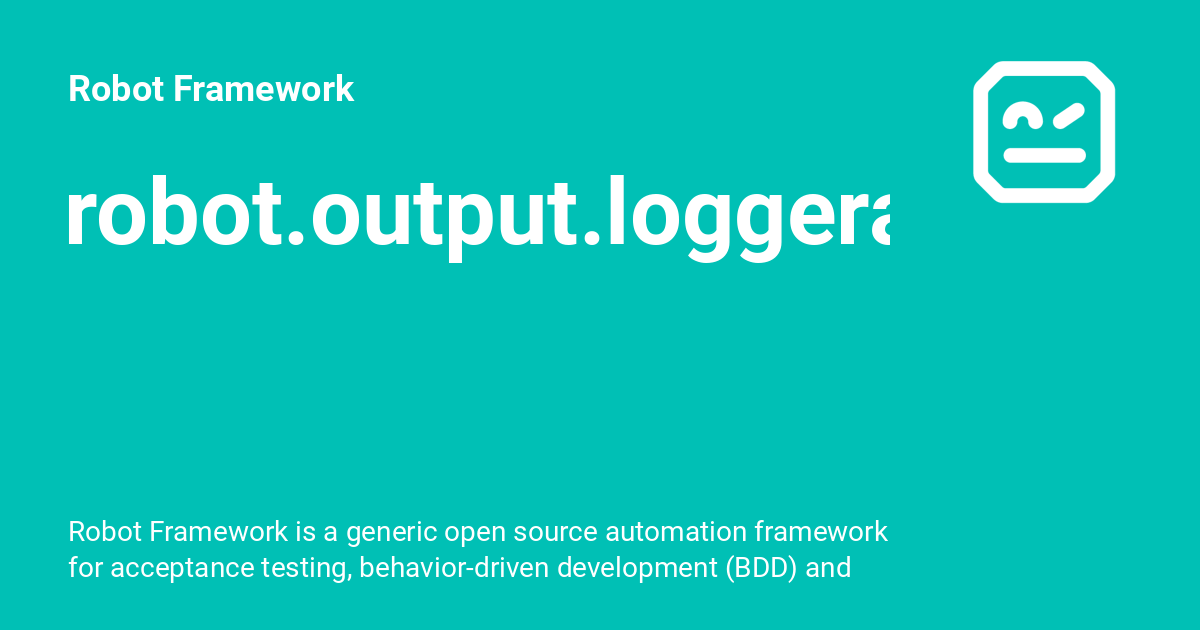 Robot Framework
robot.output.loggera
Robot Framework is a generic open source automation framework
for acceptance testing, behavior-driven development (BDD) and